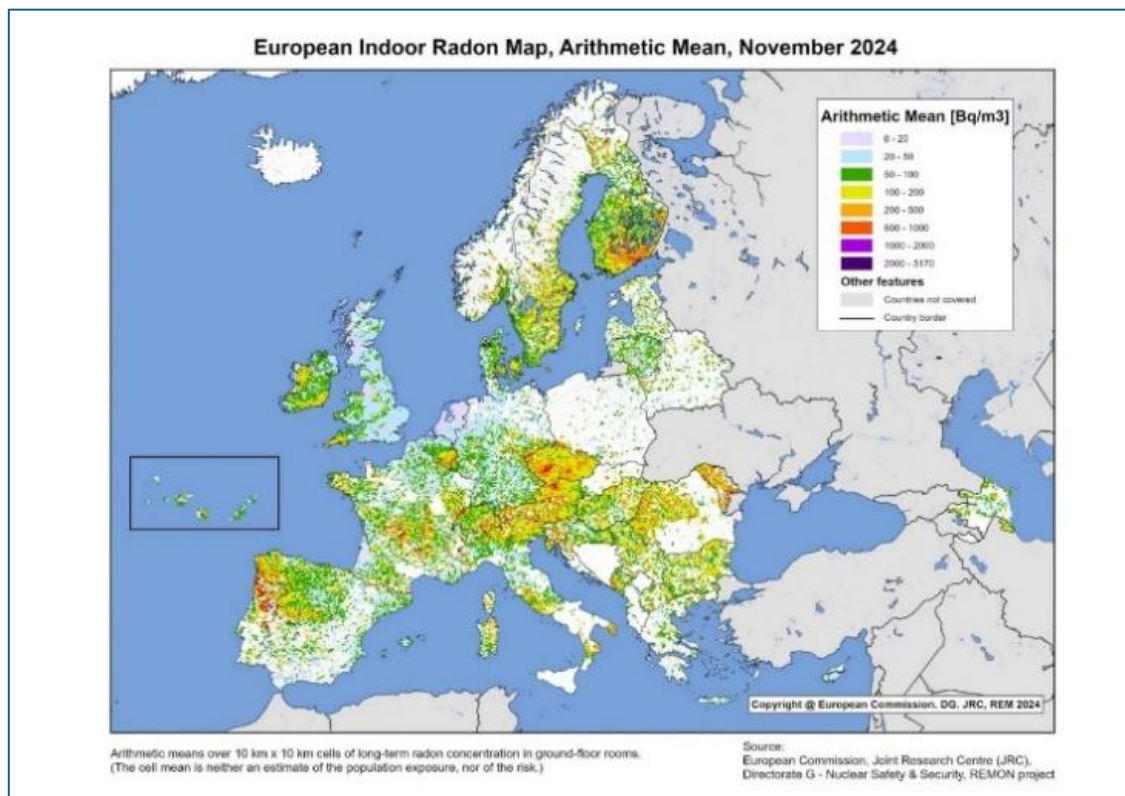 European Indoor Radon Map, Arithmetic Mean, November 2024
Arithmetic Mean [Bq/m3]
0 - 20
20 - 50
50 - 100
100 - 200
200 - 500
500 - 1000
1000 - 2000
2000 - 5170
Other features
Countries not covered
Country border
Copyright @ European Commission. DG. JRC, REM 2024
Arithmetic means over 10 km x 10 km cells of long-term radon concentration in ground-floor rooms.
(The cell mean is neither an estimate of the population exposure, nor of the risk.)
Source:
European Commission, Joint Research Centre (JRC),
Directorate G - Nuclear Safety & Security, REMON project